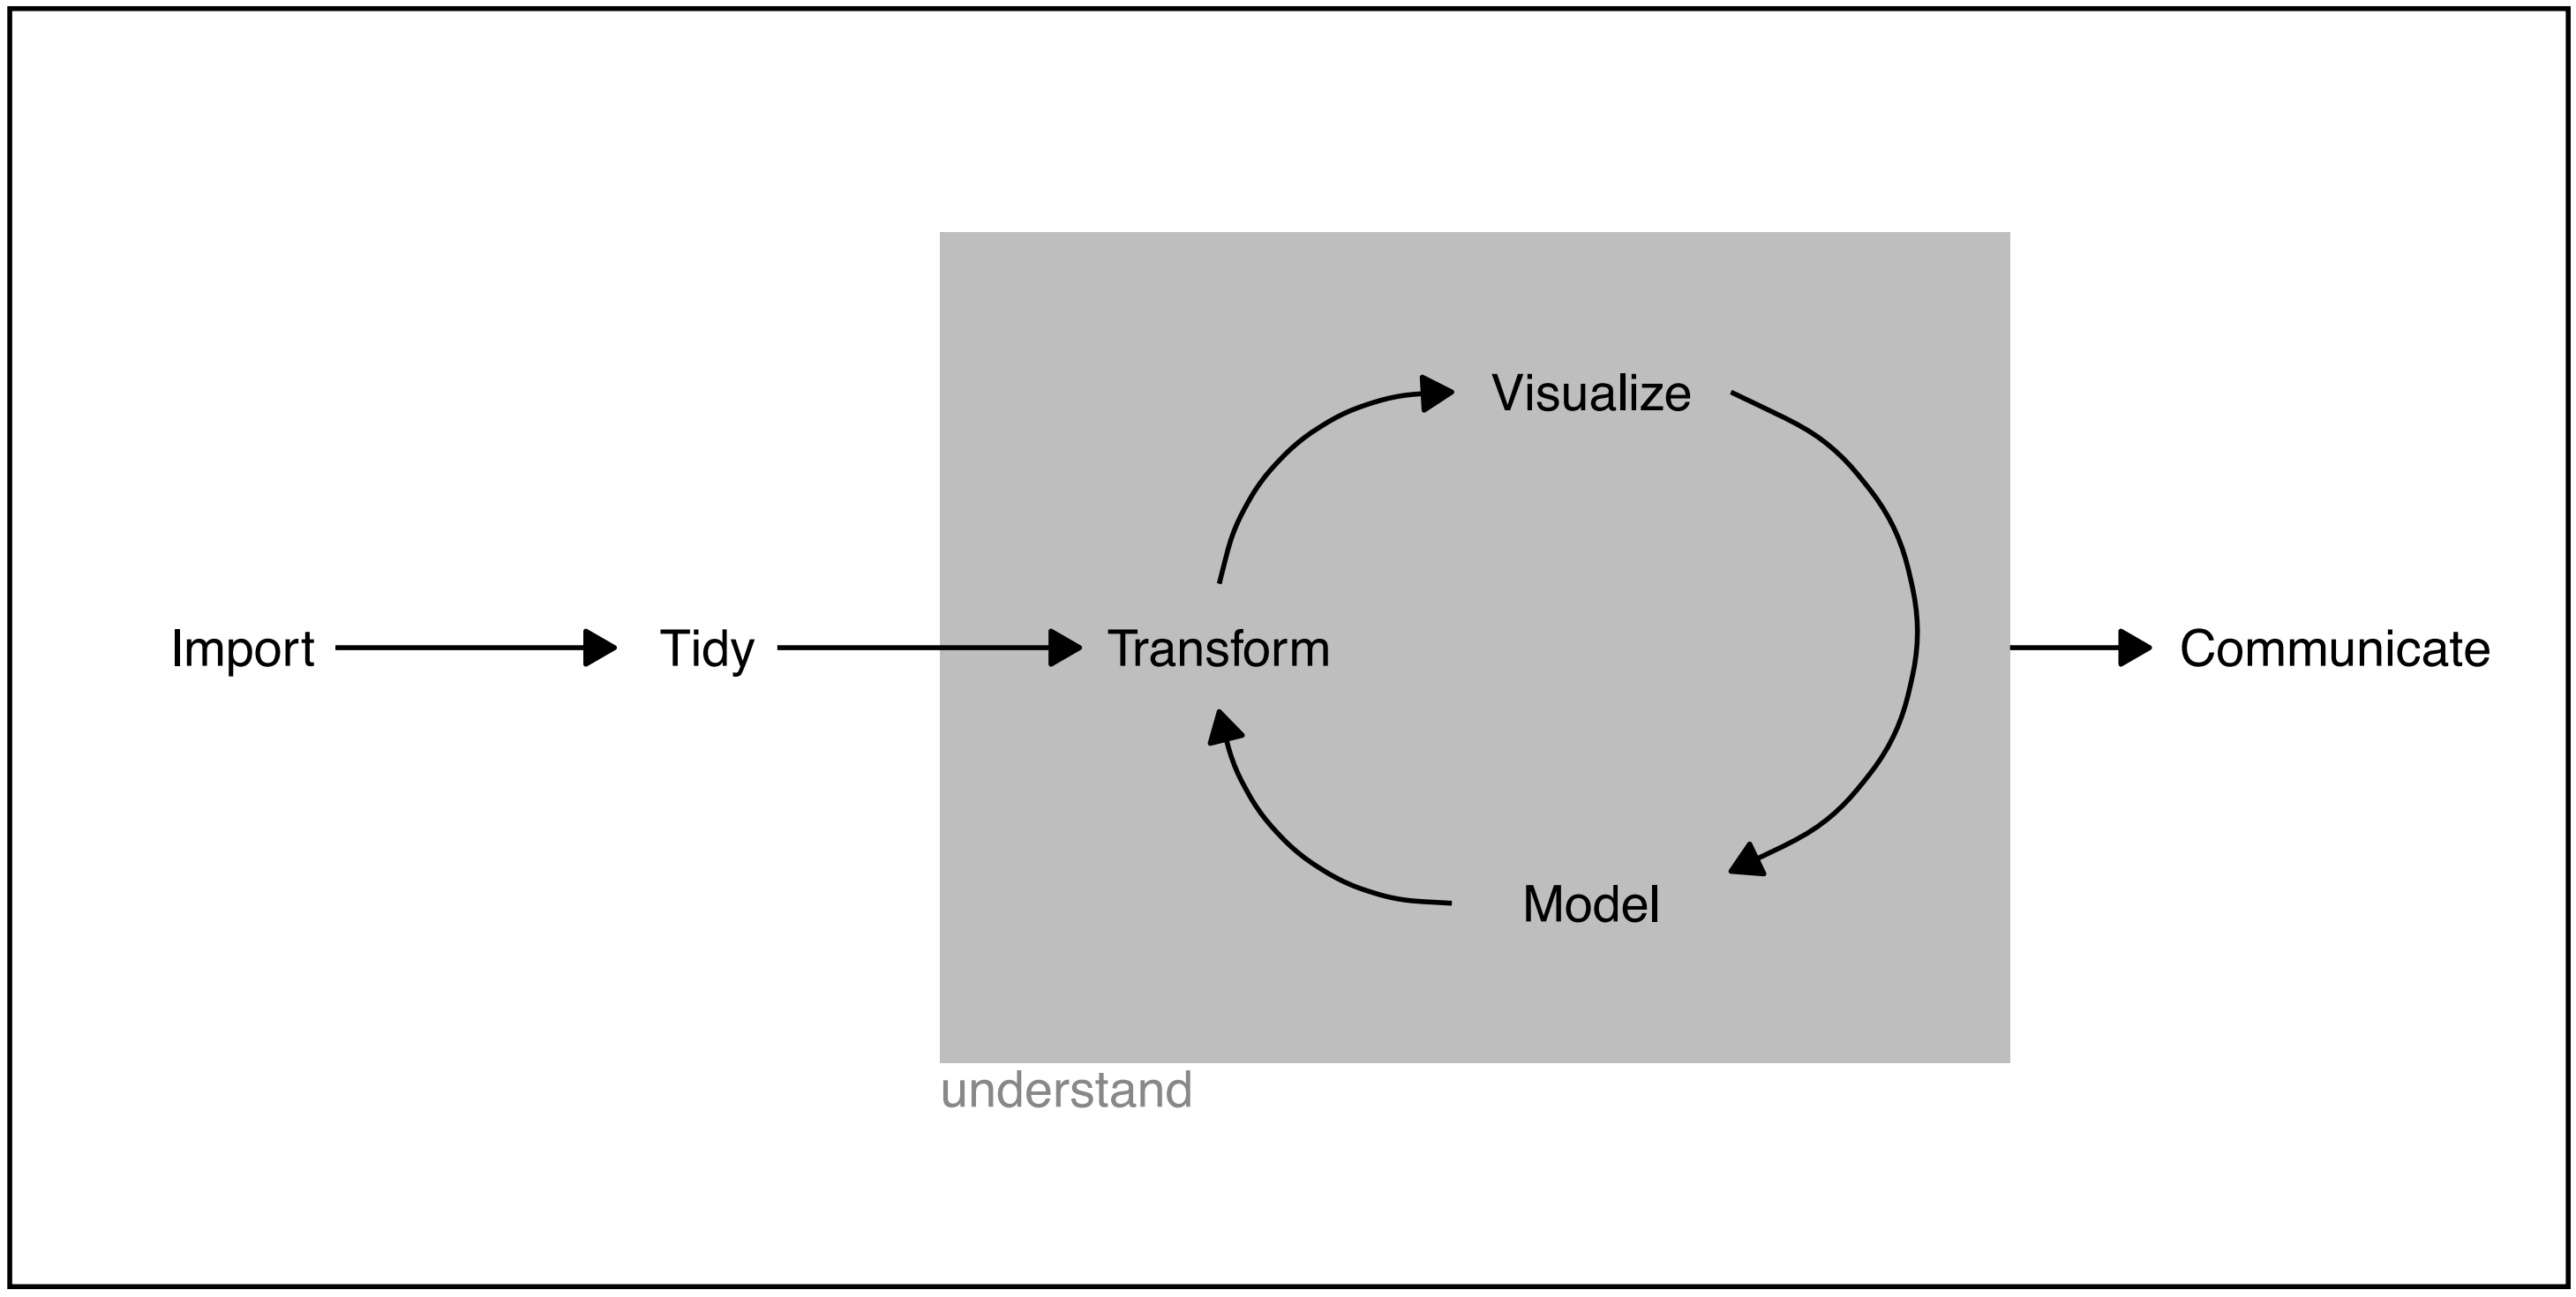 Visualize
Import
Tidy
Transform
Communicate
Model
understand